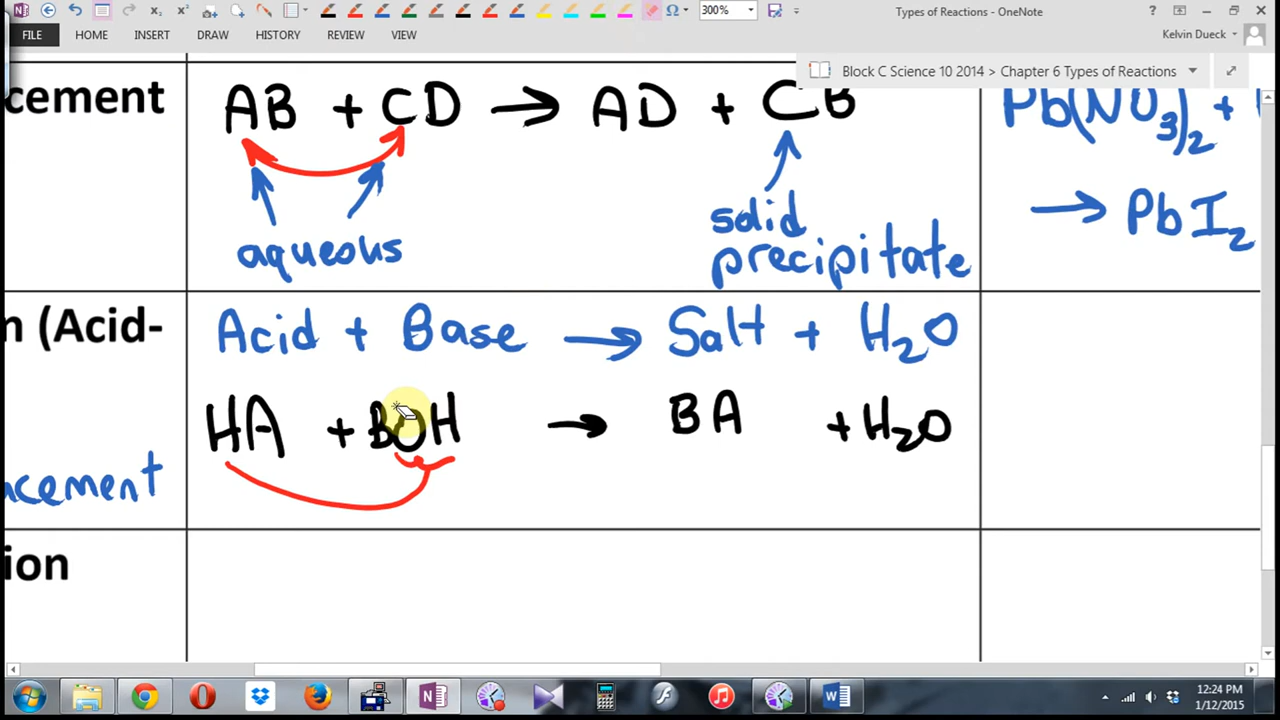 300%
Types of Reactions - OneNote
FILE HOME INSERT DRAW HISTORY REVIEW VIEW
Kelvin Dueck
Block C Science 10 2014 > Chapter 6 Types of Reactions
cement
AB + CD → AD + CB
Pb(NO3)2 +
aqueous
solid
precipitate
→ PbI2
n (Acid-
Acid + Base → Salt + H2O
HA + BOH → BA + H2O
acement
ion
12:24 PM
1/12/2015